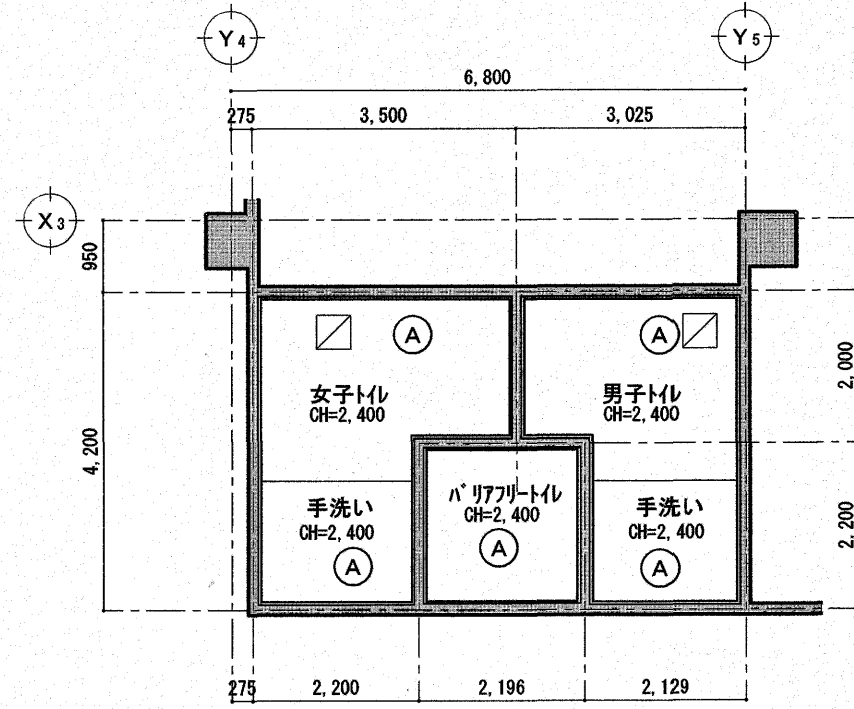 Y4
Y5
6,800
275
3,500
3,025
X3
950
A
A
女子トイレ
CH=2,400
男子トイレ
CH=2,400
2,000
4,200
手洗い
CH=2,400
A
バリアフリートイレ
CH=2,400
A
手洗い
CH=2,400
A
2,200
275
2,200
2,196
2,129